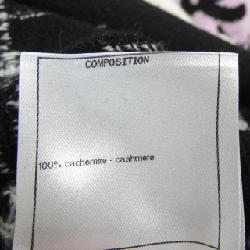 COMPOSITION
100% cachemire - cashmere